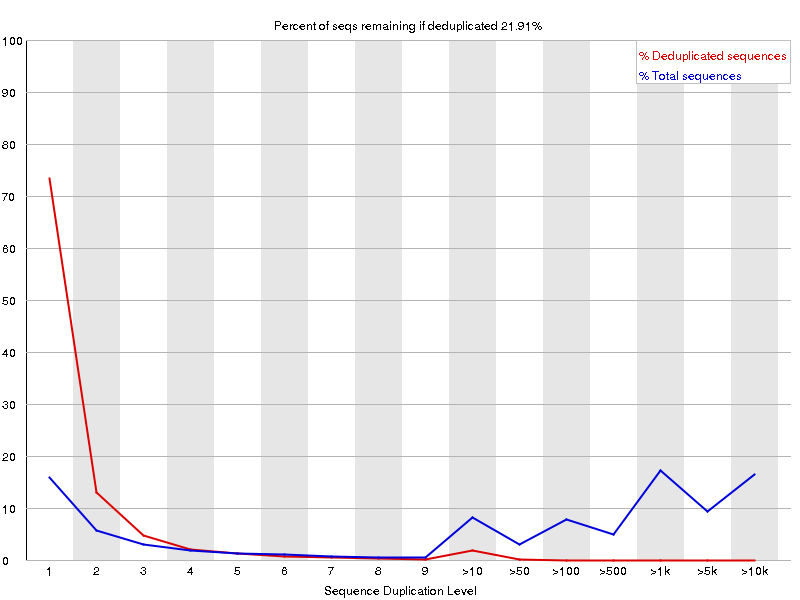 Percent of seqs remaining if deduplicated 21.91%
% Deduplicated sequences
% Total sequences
100
90
80
70
60
50
40
30
20
10
0
1 2 3 4 5 6 7 8 9 >10 >50 >100 >500 >1k >5k >10k
Sequence Duplication Level